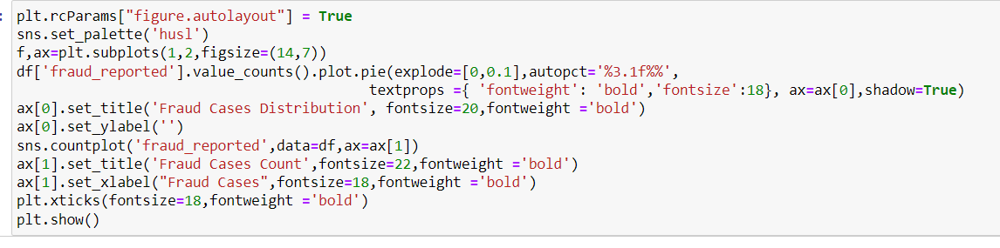 plt.rcParams["figure.autolayout"] = True
sns.set_palette('husl')
f,ax=plt.subplots(1,2,figsize=(14,7))
df['fraud_reported'].value_counts().plot.pie(explode=[0,0.1],autopct='%3.1f%%',
textprops ={ 'fontweight': 'bold','fontsize':18}, ax=ax[0],shadow=True)
ax[0].set_title('Fraud Cases Distribution', fontsize=20,fontweight ='bold')
ax[0].set_ylabel('')
sns.countplot('fraud_reported',data=df,ax=ax[1])
ax[1].set_title('Fraud Cases Count',fontsize=22,fontweight ='bold')
ax[1].set_xlabel("Fraud Cases",fontsize=18,fontweight ='bold')
plt.xticks(fontsize=18,fontweight ='bold')
plt.show()